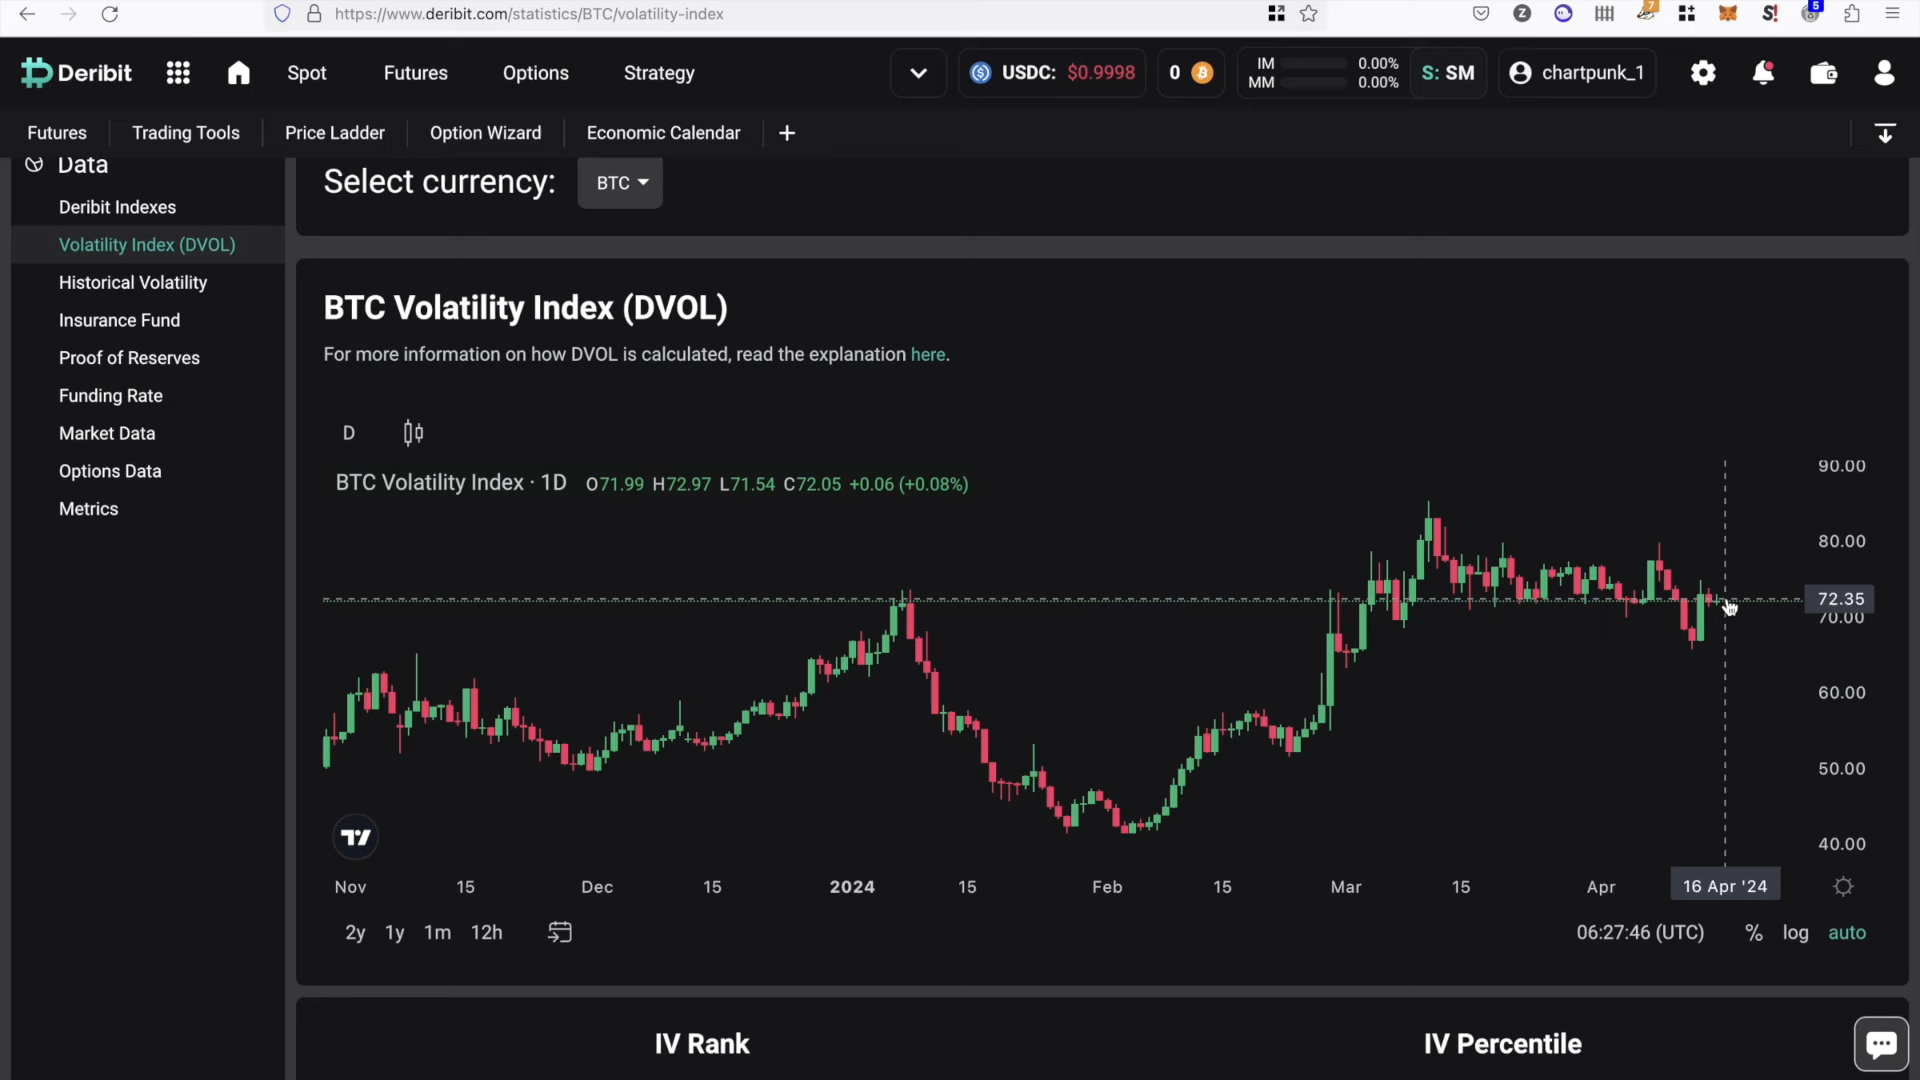 https://www.deribit.com/statistics/BTC/volatility-index
7
5
Deribit
Spot
Futures
Options
Strategy
USDC: $0.9998
0
IM 0.00%
MM 0.00%
S: SM
chartpunk_1
Futures
Trading Tools
Price Ladder
Option Wizard
Economic Calendar
Data
Deribit Indexes
Volatility Index (DVOL)
Historical Volatility
Insurance Fund
Proof of Reserves
Funding Rate
Market Data
Options Data
Metrics
Select currency:
BTC
BTC Volatility Index (DVOL)
For more information on how DVOL is calculated, read the explanation here.
D
BTC Volatility Index · 1D O71.99 H72.97 L71.54 C72.05 +0.06 (+0.08%)
90.00
80.00
72.35
70.00
60.00
50.00
40.00
Nov 15 Dec 15 2024 15 Feb 15 Mar 15 Apr 16 Apr '24
2y 1y 1m 12h
06:27:46 (UTC) % log auto
IV Rank
IV Percentile